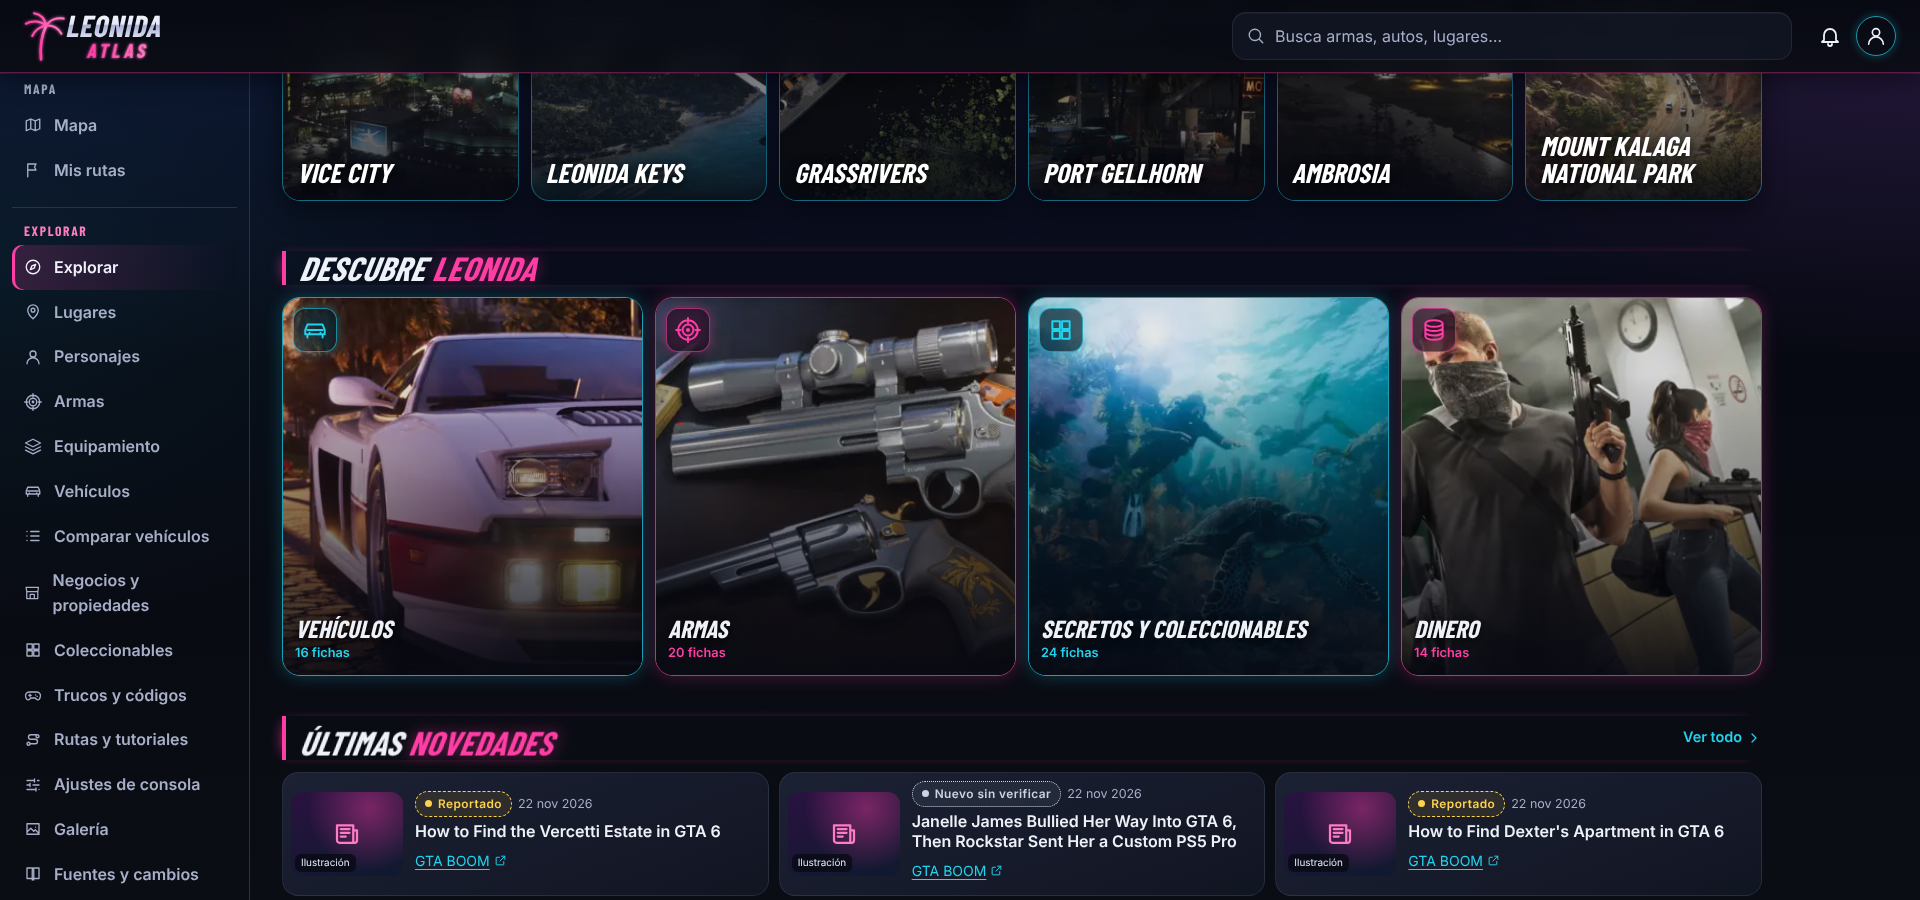 LEONIDA
ATLAS
Busca armas, autos, lugares...
MAPA
Mapa
Mis rutas
EXPLORAR
Explorar
Lugares
Personajes
Armas
Equipamiento
Vehículos
Comparar vehículos
Negocios y
propiedades
Coleccionables
Trucos y códigos
Rutas y tutoriales
Ajustes de consola
Galería
Fuentes y cambios
MO
VICE CITY
LEONIDA KEYS
GRASSRIVERS
PORT GELLHORN
AMBROSIA
MOUNT KALAGA
NATIONAL PARK
DESCUBRE LEONIDA
VEHÍCULOS
16 fichas
ARMAS
20 fichas
SECRETOS Y COLECCIONABLES
24 fichas
DINERO
14 fichas
ÚLTIMAS NOVEDADES
Ver todo
Ilustración
Reportado 22 nov 2026
How to Find the Vercetti Estate in GTA 6
GTA BOOM
Ilustración
Nuevo sin verificar 22 nov 2026
Janelle James Bullied Her Way Into GTA 6,
Then Rockstar Sent Her a Custom PS5 Pro
GTA BOOM
Ilustración
Reportado 22 nov 2026
How to Find Dexter's Apartment in GTA 6
GTA BOOM